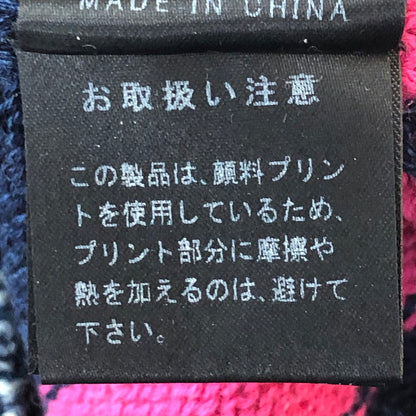 MADE IN CHINA
お取扱い注意
この製品は、顔料プリン
トを使用しているため、
プリント部分に摩擦や
熱を加えるのは、避けて
下さい。